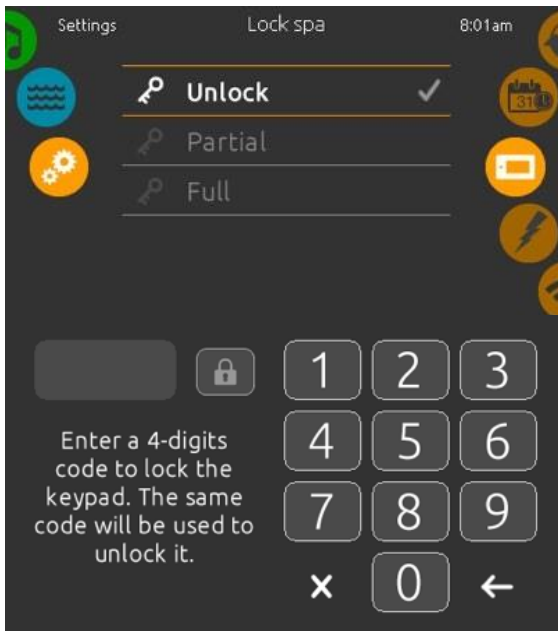 Settings Lock spa 8:01am
Unlock
31
Partial
Full
1 2 3
Enter a 4-digits
code to lock the
keypad. The same
code will be used to
unlock it.
4 5 6
7 8 9
x 0 ←